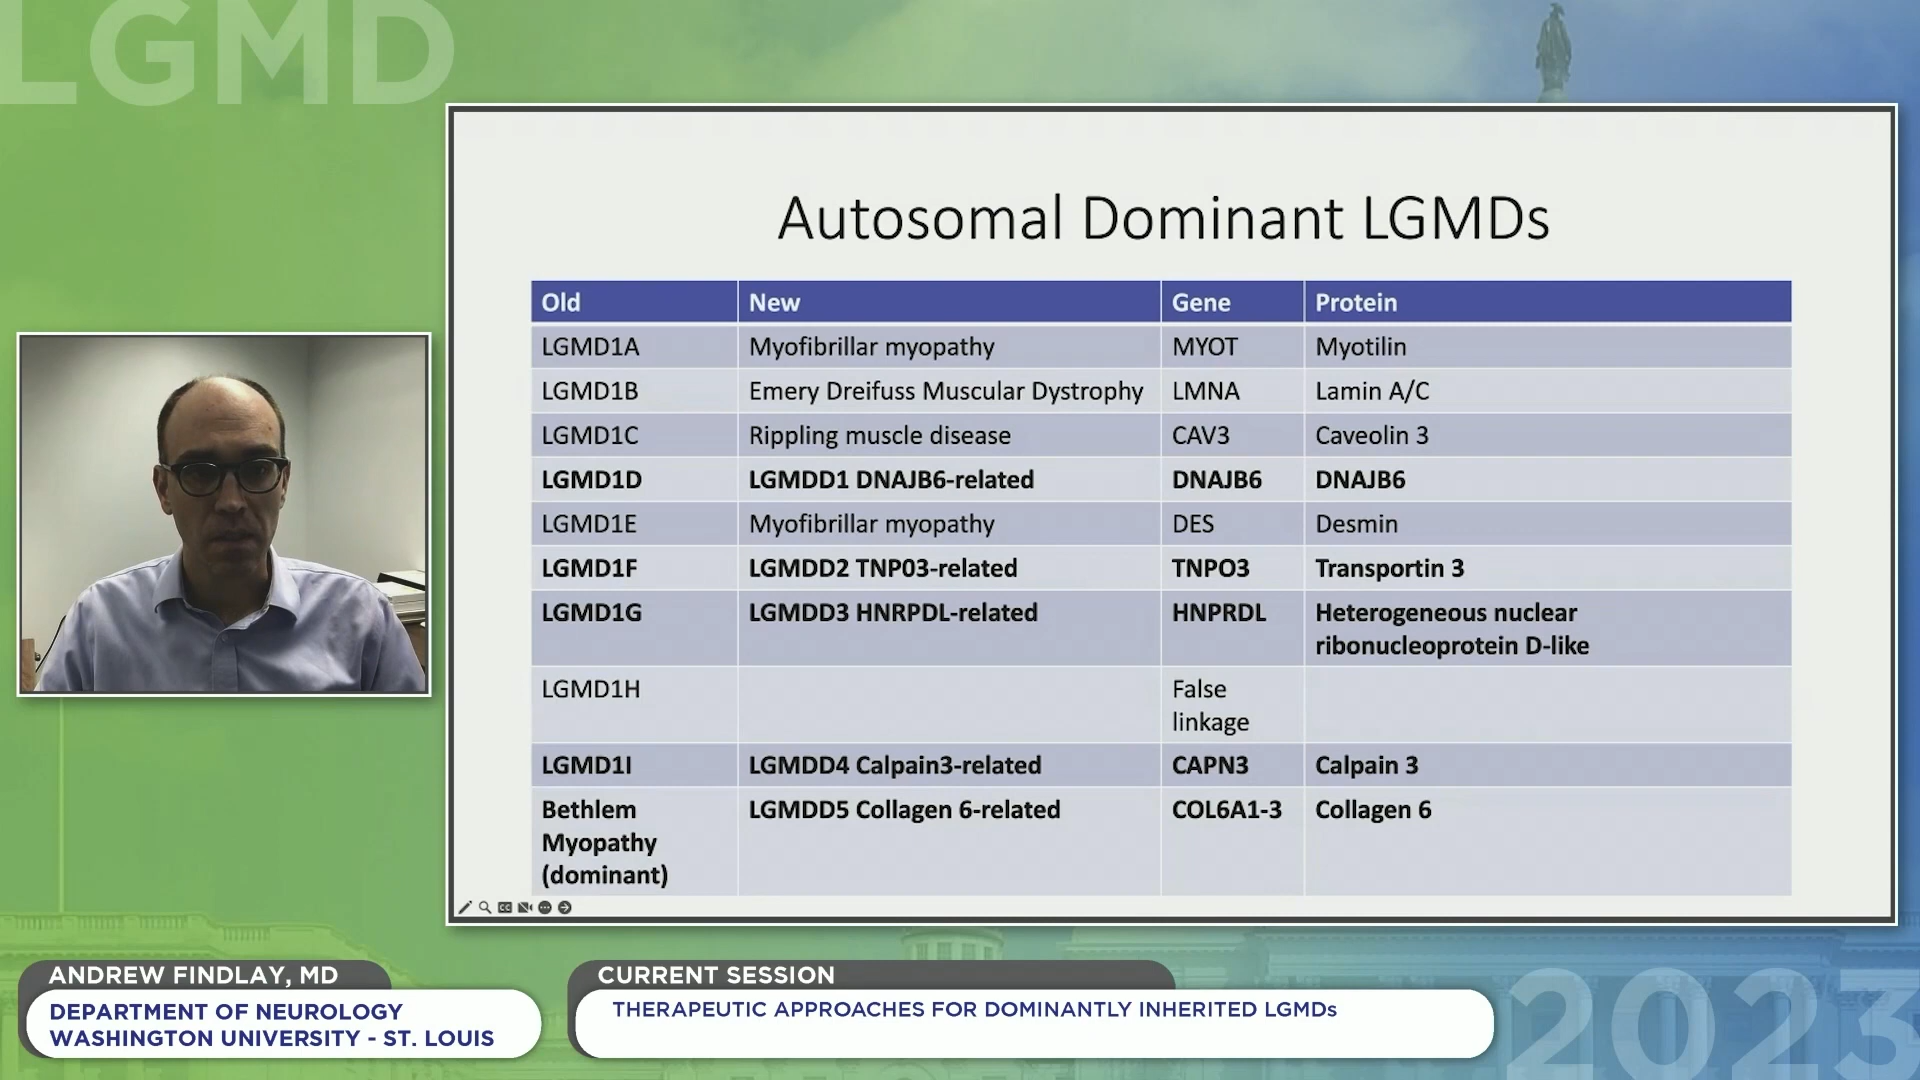 LGMD
Autosomal Dominant LGMDs
Old New Gene Protein
LGMD1A Myofibrillar myopathy MYOT Myotilin
LGMD1B Emery Dreifuss Muscular Dystrophy LMNA Lamin A/C
LGMD1C Rippling muscle disease CAV3 Caveolin 3
LGMD1D LGMDD1 DNAJB6-related DNAJB6 DNAJB6
LGMD1E Myofibrillar myopathy DES Desmin
LGMD1F LGMDD2 TNP03-related TNPO3 Transportin 3
LGMD1G LGMDD3 HNRPDL-related HNPRDL Heterogeneous nuclear
ribonucleoprotein D-like
LGMD1H False
linkage
LGMD1I LGMDD4 Calpain3-related CAPN3 Calpain 3
Bethlem LGMDD5 Collagen 6-related COL6A1-3 Collagen 6
Myopathy
(dominant)
ANDREW FINDLAY, MD
DEPARTMENT OF NEUROLOGY
WASHINGTON UNIVERSITY - ST. LOUIS
CURRENT SESSION
THERAPEUTIC APPROACHES FOR DOMINANTLY INHERITED LGMDs
2023